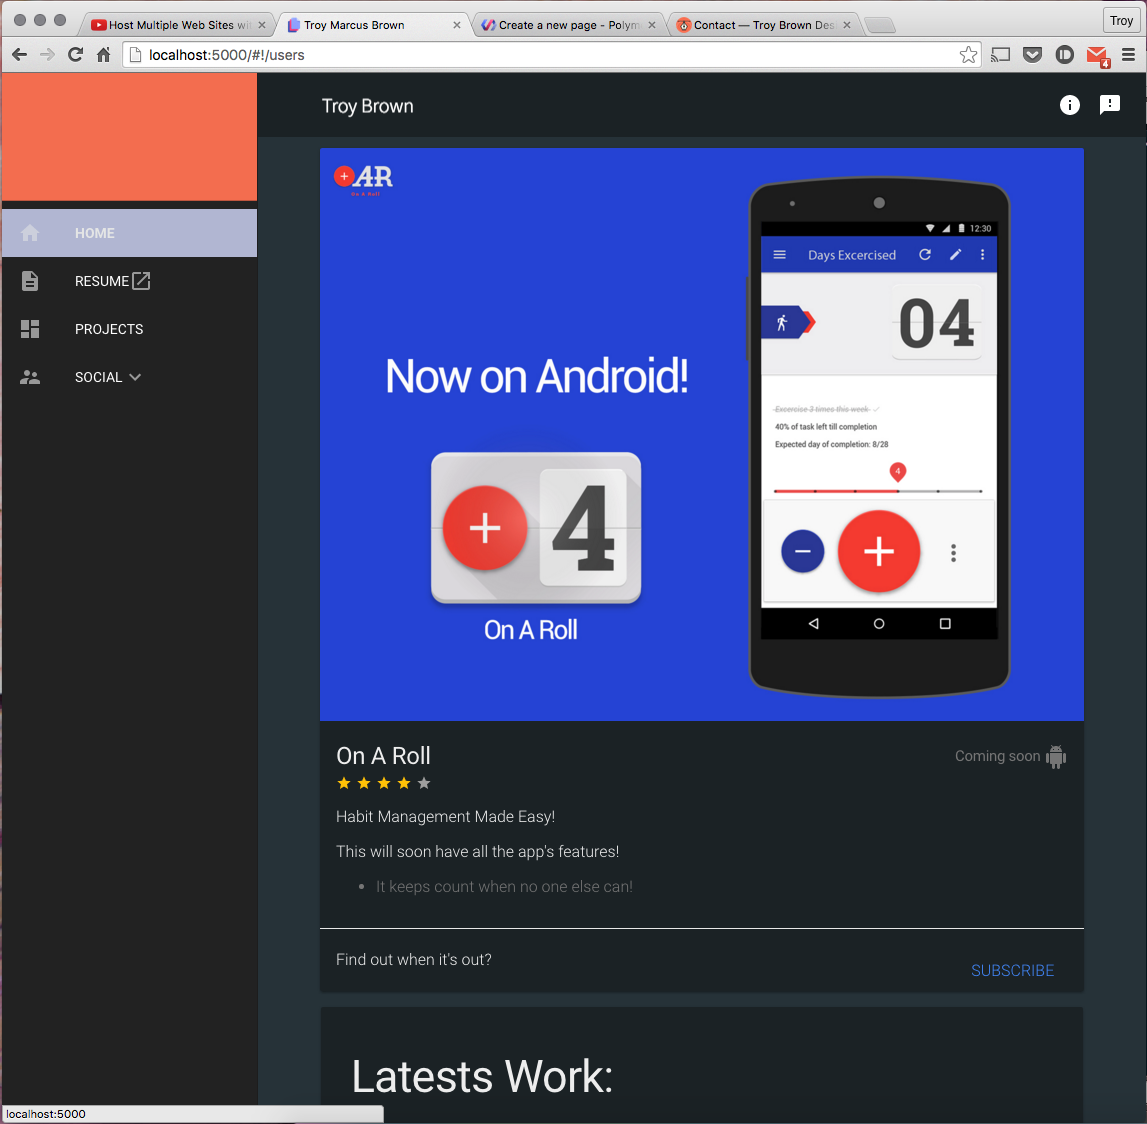 Host Multiple Web Sites wit
Troy Marcus Brown
Create a new page - Polym
Contact — Troy Brown Des
Troy
localhost:5000/#!/users
4
Troy Brown
HOME
RESUME
PROJECTS
SOCIAL
+AR
On A Roll
12:30
Days Excercised
04
Now on Android!
Excercise 3 times this week
40% of task left till completion
Expected day of completion: 8/28
4
+ 4
On A Roll
On A Roll
Coming soon
Habit Management Made Easy!
This will soon have all the app's features!
• It keeps count when no one else can!
Find out when it's out?
SUBSCRIBE
Latests Work:
localhost:5000